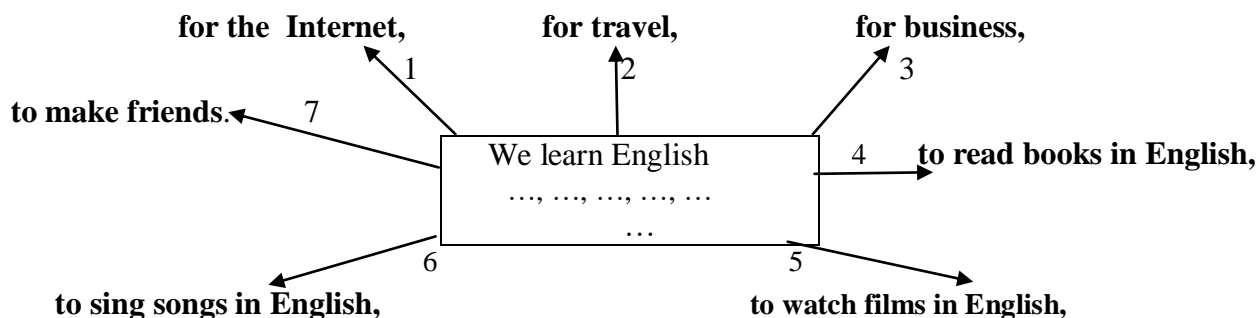 for the Internet, for travel, for business,
1 2 3
to make friends. 7
We learn English 4 to read books in English,
…, …, …, …, …
…
6 5
to sing songs in English, to watch films in English,